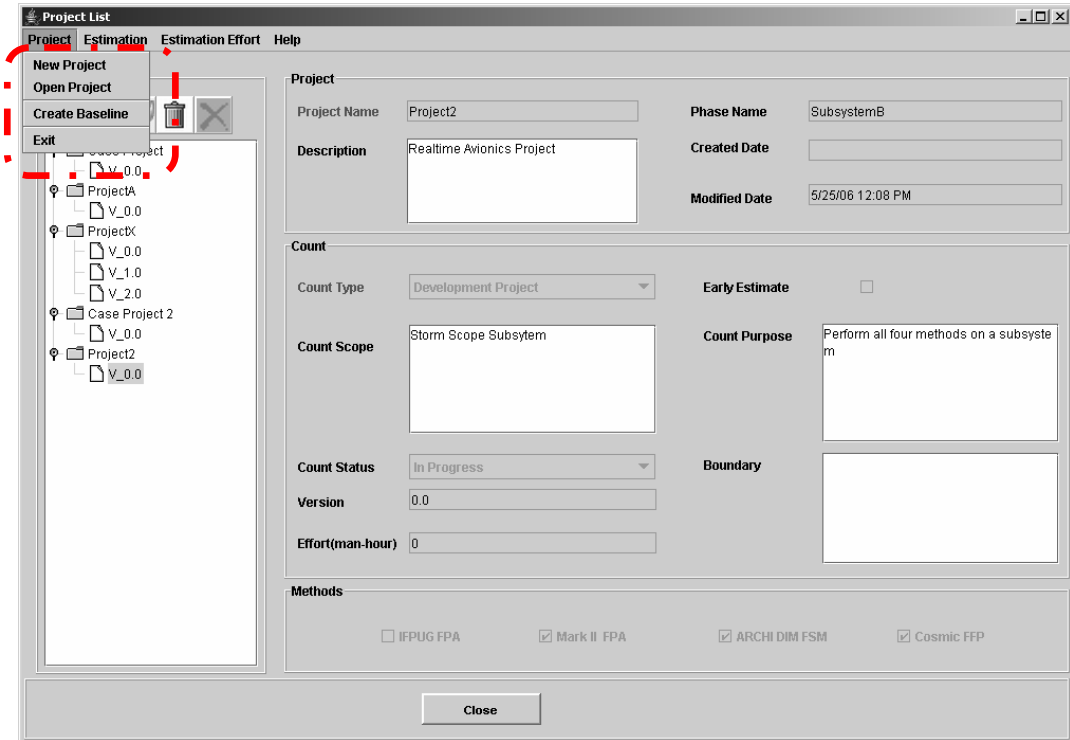 Project List
Project Estimation Estimation Effort Help
New Project
Open Project
Create Baseline
Exit
Case Project
V_0.0
ProjectA
V_0.0
ProjectX
V_0.0
V_1.0
V_2.0
Case Project 2
V_0.0
Project2
V_0.0
Project
Project Name Project2 Phase Name SubsystemB
Description Realtime Avionics Project Created Date
Modified Date 5/25/06 12:08 PM
Count
Count Type Development Project Early Estimate
Count Scope Storm Scope Subsytem Count Purpose Perform all four methods on a subsyste
m
Count Status In Progress Boundary
Version 0.0
Effort(man-hour) 0
Methods
IFPUG FPA Mark II FPA ARCHI DIM FSM Cosmic FFP
Close